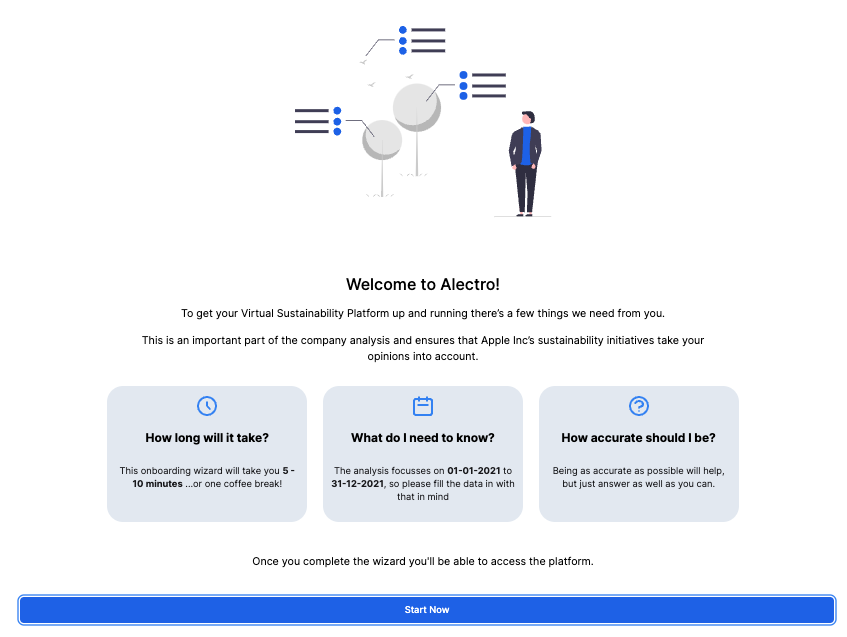 Welcome to Alectro!
To get your Virtual Sustainability Platform up and running there's a few things we need from you.
This is an important part of the company analysis and ensures that Apple Inc's sustainability initiatives take your
opinions into account.
How long will it take?
This onboarding wizard will take you 5 -
10 minutes ...or one coffee break!
What do I need to know?
The analysis focusses on 01-01-2021 to
31-12-2021, so please fill the data in with
that in mind
How accurate should I be?
Being as accurate as possible will help,
but just answer as well as you can.
Once you complete the wizard you'll be able to access the platform.
Start Now